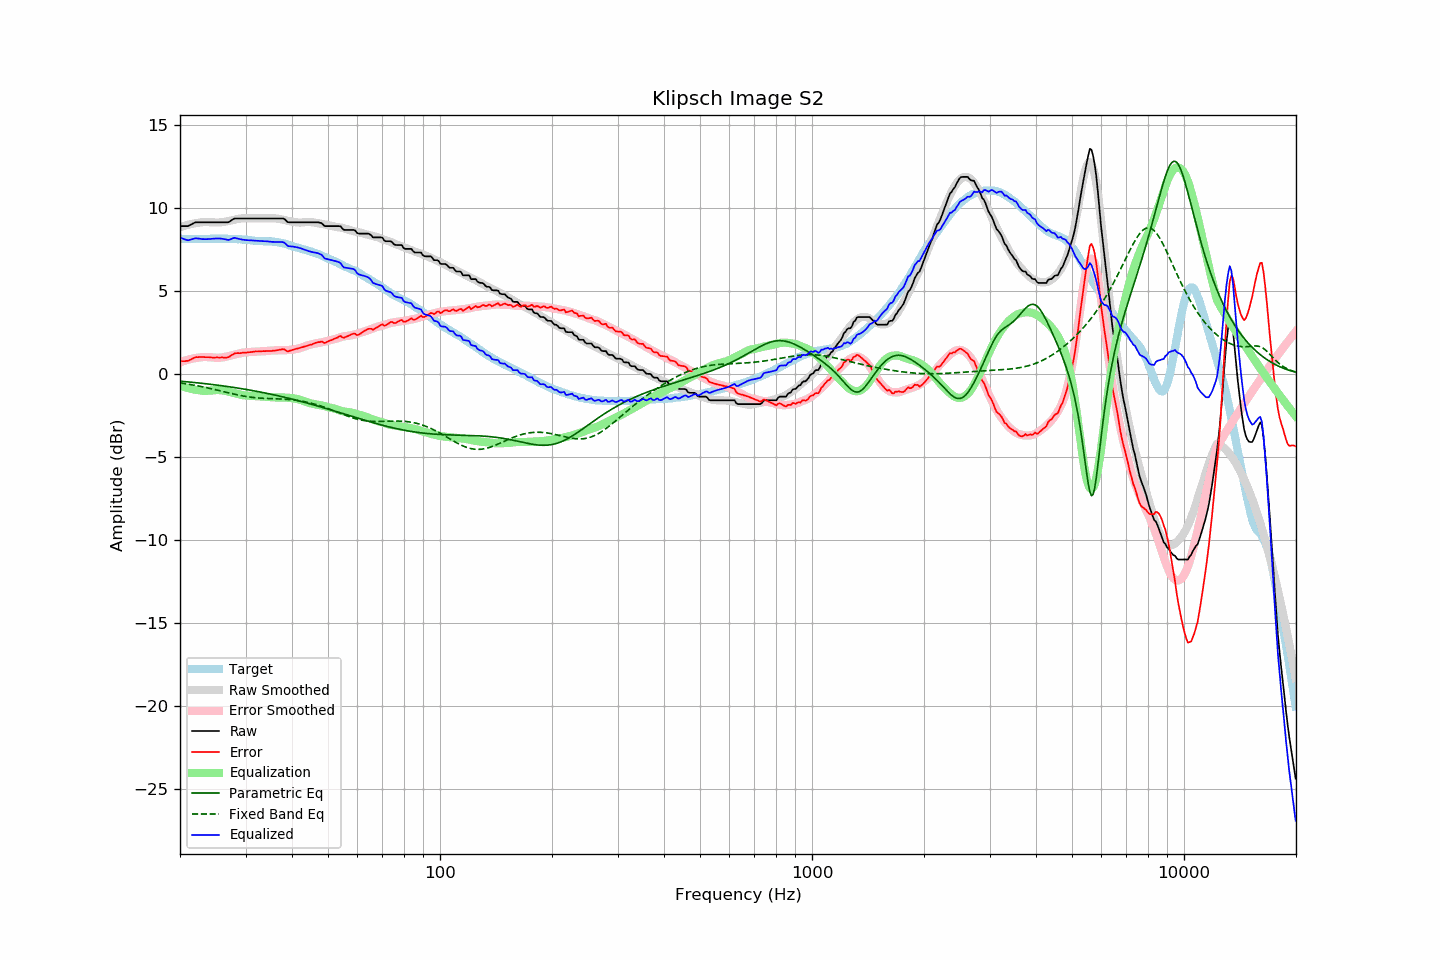 Klipsch Image S2
15
10
5
0
−5
−10
−15
−20
−25
Amplitude (dBr)
100
1000
10000
Frequency (Hz)
Target
Raw Smoothed
Error Smoothed
Raw
Error
Equalization
Parametric Eq
Fixed Band Eq
Equalized